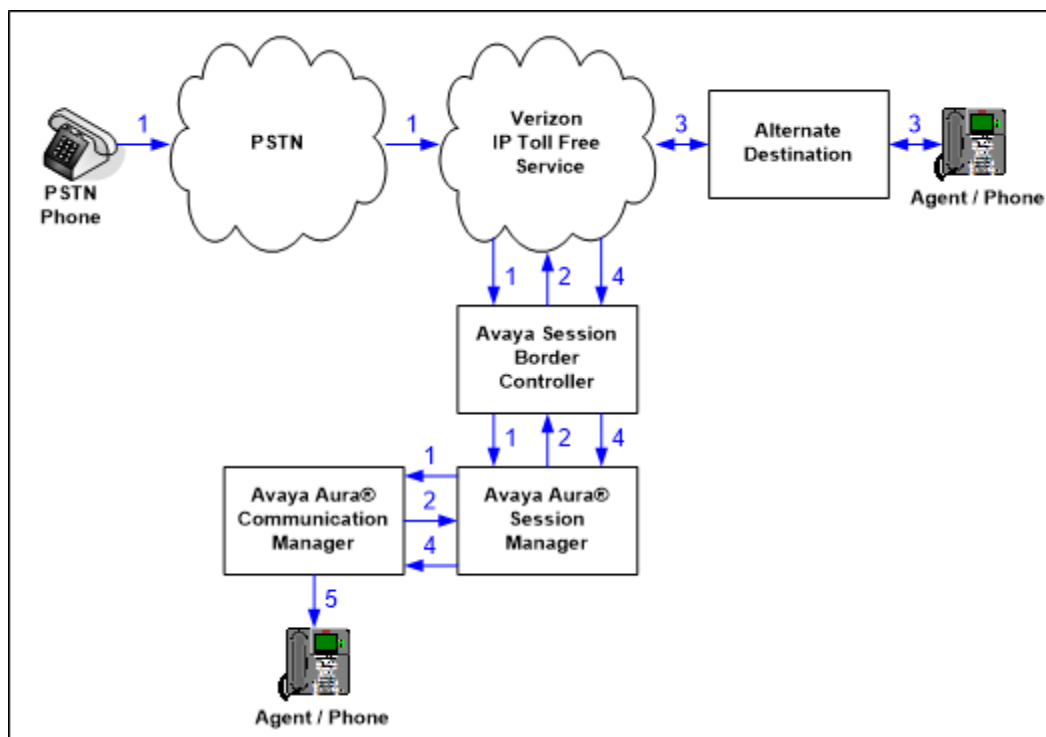 1
PSTN
Phone
PSTN
1
Verizon
IP Toll Free
Service
3
Alternate
Destination
3
Agent / Phone
1
2
4
Avaya Session
Border
Controller
1
2
4
1
2
4
Avaya Aura®
Communication
Manager
Avaya Aura®
Session
Manager
5
Agent / Phone